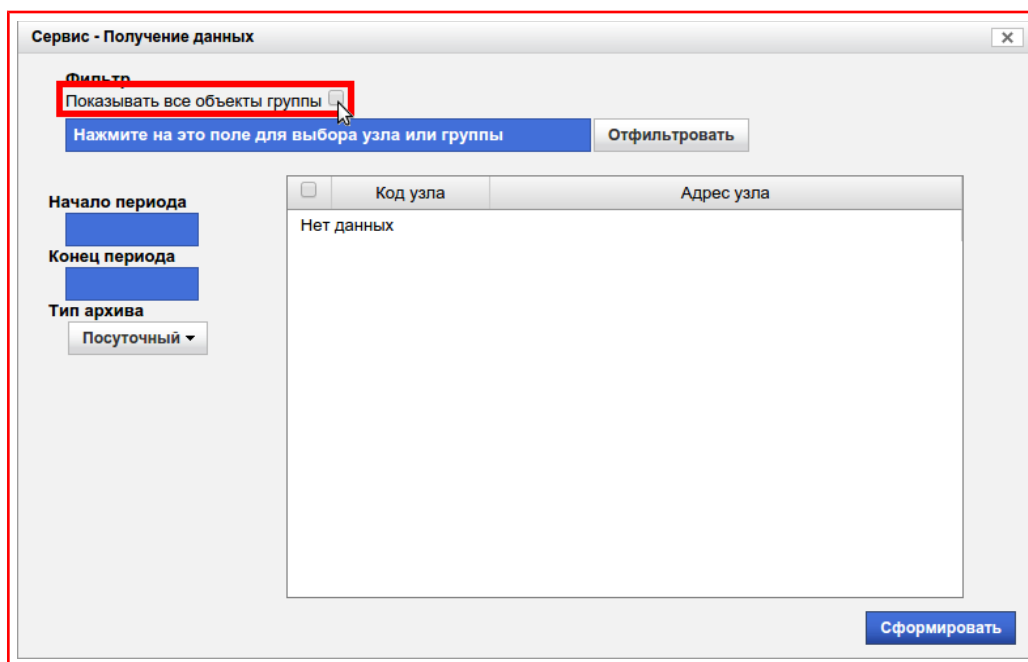 Сервис - Получение данных
Фильтр
Показывать все объекты группы
Нажмите на это поле для выбора узла или группы
Отфильтровать
Начало периода
Конец периода
Тип архива
Посуточный
Код узла
Адрес узла
Нет данных
Сформировать